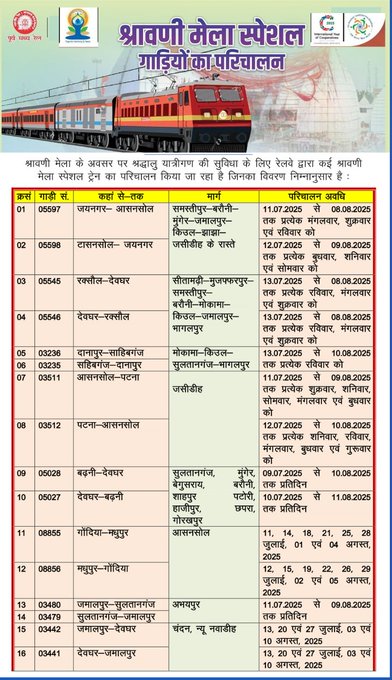 श्रावणी मेला स्पेशल
गाड़ियों का परिचालन
श्रावणी मेला के अवसर पर श्रद्धालु यात्रीगण की सुविधा के लिए रेलवे द्वारा कई श्रावणी
मेला स्पेशल ट्रेन का परिचालन किया जा रहा है जिनका विवरण निम्नानुसार है :
क्रसं गाड़ी सं. कहां से–तक मार्ग परिचालन अवधि
01 05597 जयनगर– आसनसोल समस्तीपुर–बरौनी– 11.07.2025 से 08.08.2025
मुंगेर–जमालपुर– तक प्रत्येक मंगलवार, शुक्रवार
किउल–झाझा– एवं रविवार को
02 05598 टासनसोल– जयनगर जसीडीह के रास्ते 12.07.2025 से 09.08.2025
तक प्रत्येक बुधवार, शनिवार
एवं सोमवार को
03 05545 रक्सौल–देवघर सीतामढ़ी–मुजफ्फरपुर– 13.07.2025 से 08.08.2025
समस्तीपुर– तक प्रत्येक रविवार, मंगलवार
बरौनी–मोकामा– एवं शुक्रवार को
04 05546 देवघर–रक्सौल किउल–जमालपुर– 13.07.2025 से 08.08.2025
भागलपुर तक प्रत्येक रविवार, मंगलवार
एवं शुक्रवार को
05 03236 दानापुर–साहिबगंज मोकामा–किउल– 13.07.2025 से 10.08.2025
06 03235 सहिबगंज–दानापुर सुलतानगंज–भागलपुर तक प्रत्येक रविवार को
07 03511 आसनसोल–पटना जसीडीह 11.07.2025 से 09.08.2025
तक प्रत्येक शुक्रवार, शनिवार,
सोमवार, मंगलवार एवं बुधवार
को
08 03512 पटना–आसनसोल 12.07.2025 से 10.08.2025
तक प्रत्येक शनिवार, रविवार,
मंगलवार, बुधवार एवं गुरूवार
को
09 05028 बढ़नी–देवघर सुलतानगंज, मुंगेर, 09.07.2025 से 10.08.2025
बेगुसराय, बरौनी, तक प्रतिदिन
10 05027 देवघर–बढ़नी शाहपुर पटोरी, 10.07.2025 से 11.08.2025
हाजीपुर, छपरा, तक प्रतिदिन
गोरखपुर
11 08855 गोंदिया–मधुपुर आसनसोल 11, 14, 18, 21, 25, 28
जुलाई, 01 एवं 04 अगस्त,
2025
12 08856 मधुपुर–गोंदिया 12, 15, 19, 22, 26, 29
जुलाई, 02 एवं 05 अगस्त,
2025
13 03480 जमालपुर–सुलतानगंज अभयपुर 11.07.2025 से 09.08.2025
14 03479 सुलतानगंज–जमालपुर तक प्रतिदिन
15 03442 जमालपुर–देवघर चंदन, न्यू नवाडीह 13, 20 एवं 27 जुलाई, 03 एवं
10 अगस्त, 2025
16 03441 देवघर–जमालपुर 13, 20 एवं 27 जुलाई, 03 एवं
10 अगस्त, 2025